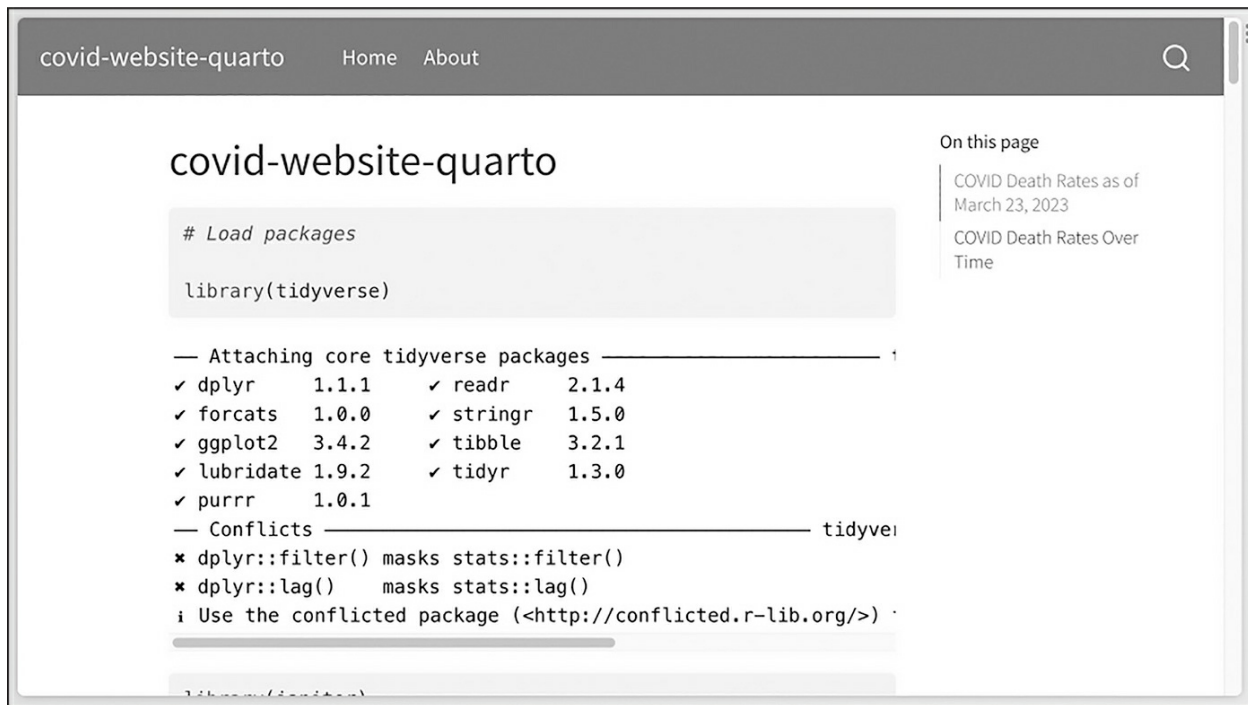 covid-website-quarto Home About
covid-website-quarto
# Load packages
library(tidyverse)
── Attaching core tidyverse packages ────────────────────────
✔ dplyr 1.1.1 ✔ readr 2.1.4
✔ forcats 1.0.0 ✔ stringr 1.5.0
✔ ggplot2 3.4.2 ✔ tibble 3.2.1
✔ lubridate 1.9.2 ✔ tidyr 1.3.0
✔ purrr 1.0.1
── Conflicts ──────────────────────────────────────────
✖ dplyr::filter() masks stats::filter()
✖ dplyr::lag() masks stats::lag()
ℹ Use the conflicted package (<http://conflicted.r-lib.org/>)
On this page
COVID Death Rates as of
March 23, 2023
COVID Death Rates Over
Time